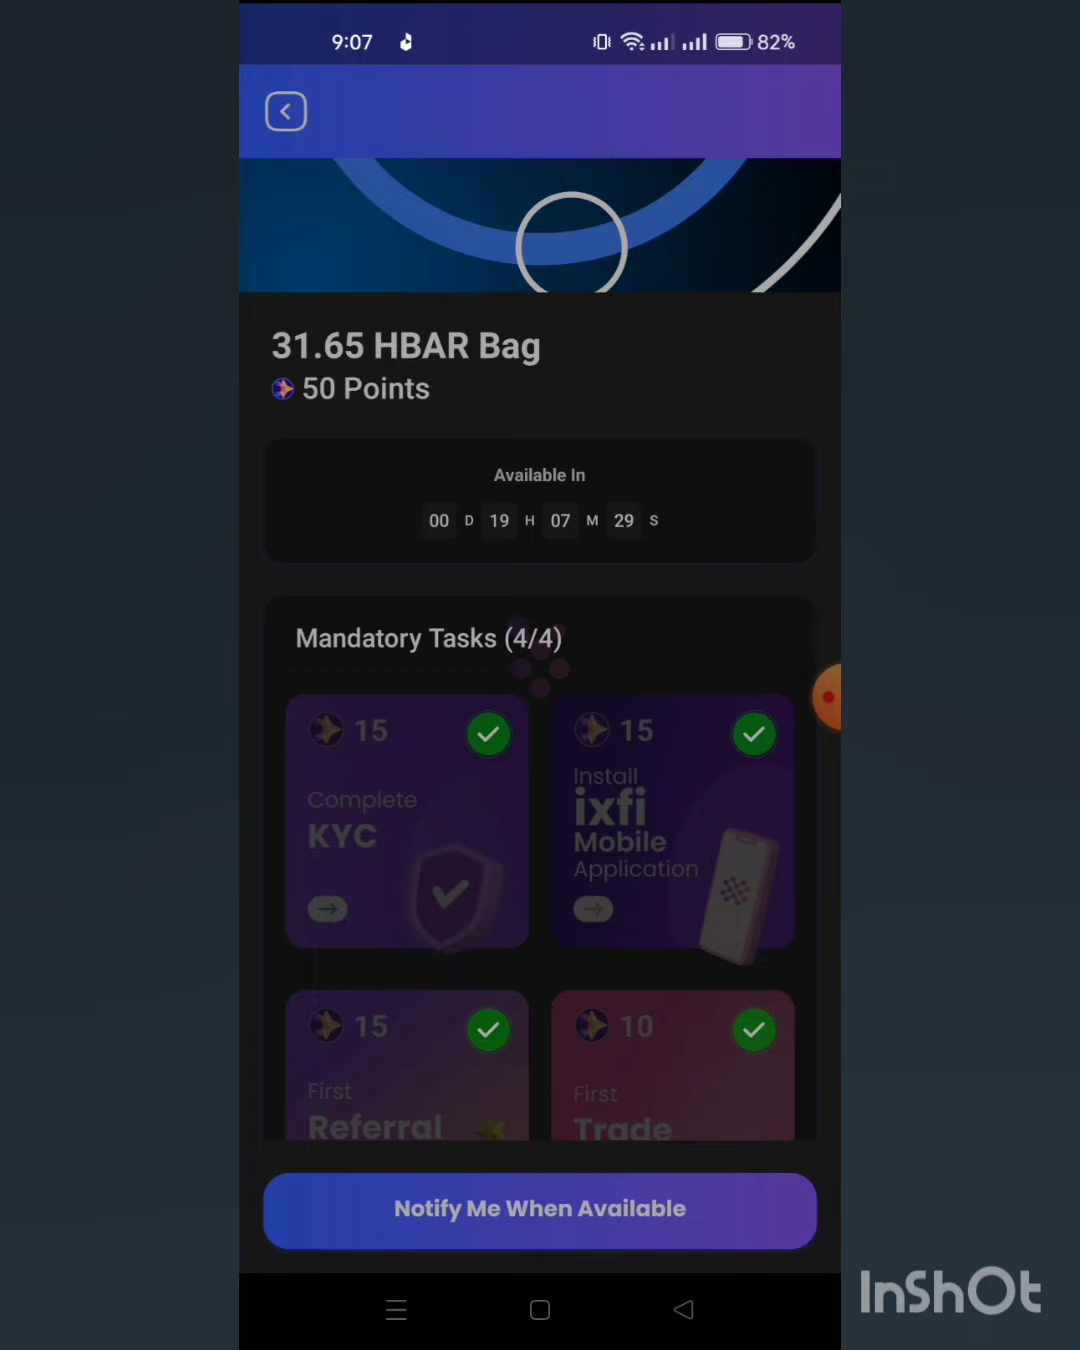 9:07
82%
31.65 HBAR Bag
50 Points
Available In
00 D 19 H 07 M 29 S
Mandatory Tasks (4/4)
15
Complete
KYC
15
Install
ixfi
Mobile
Application
15
First
Referral
10
First
Trade
Notify Me When Available
InShOt